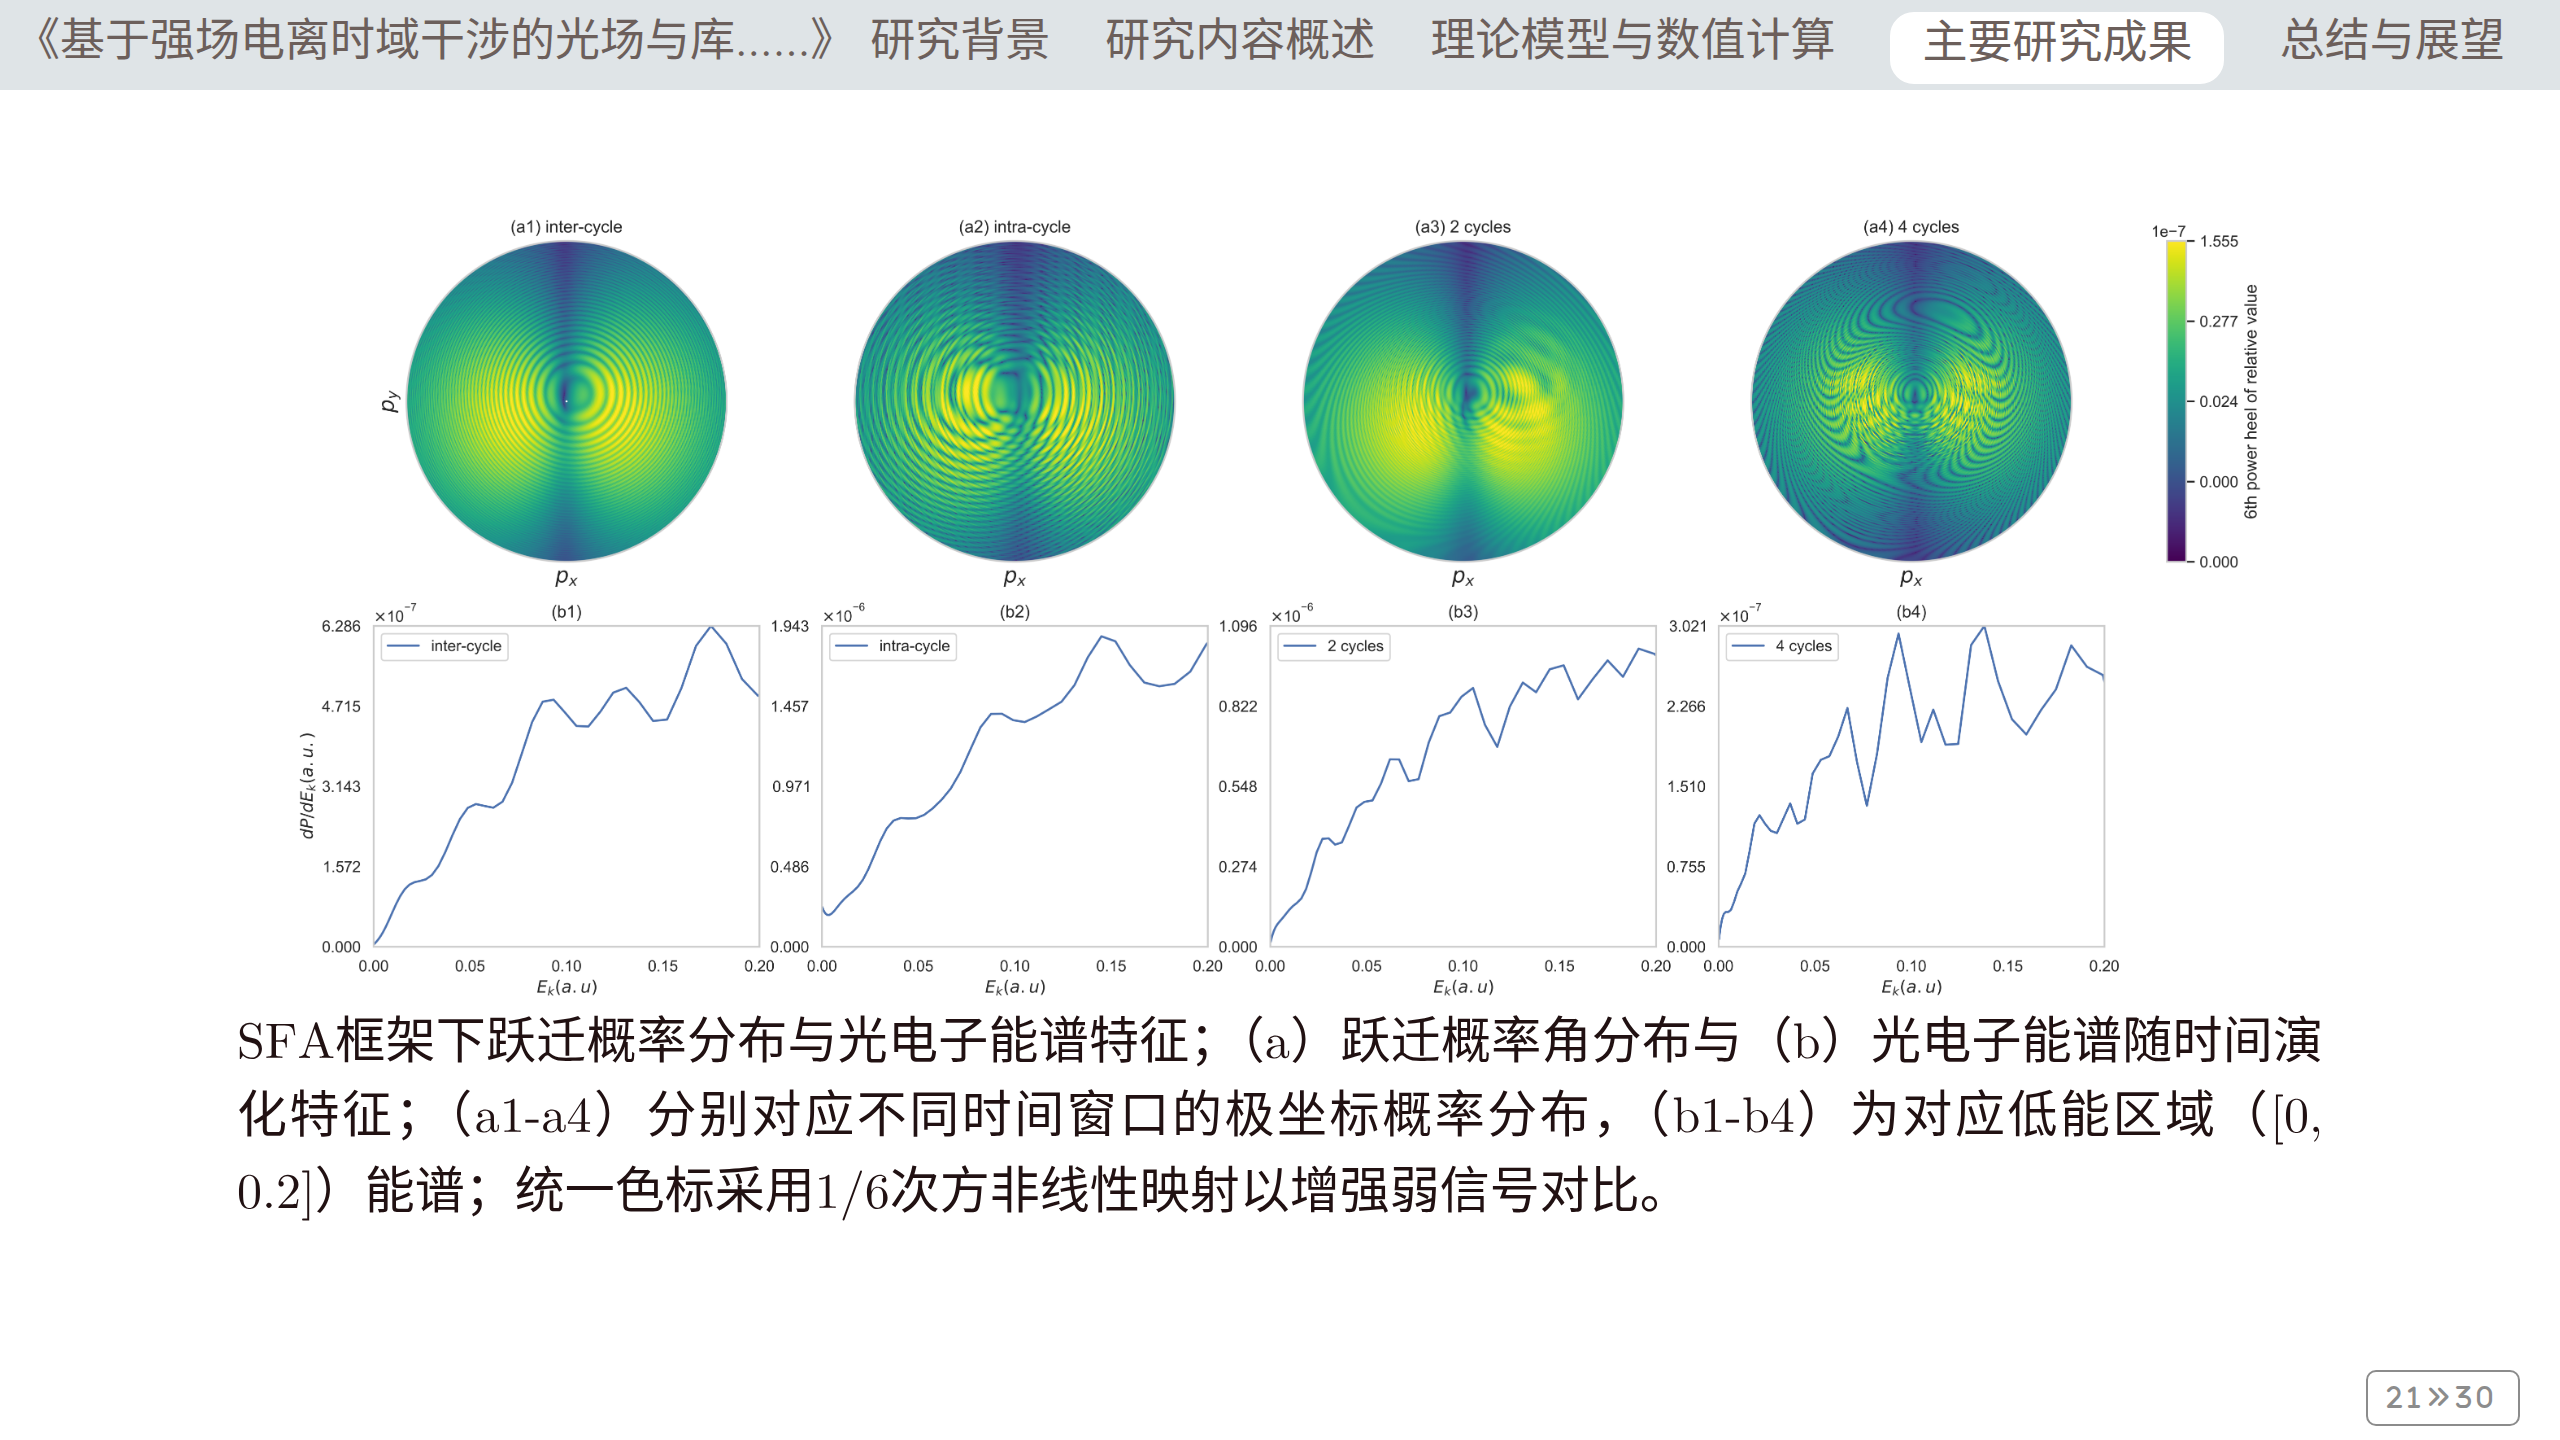 《基于强场电离时域干涉的光场与库......》 研究背景 研究内容概述 理论模型与数值计算 主要研究成果 总结与展望
(a1) inter-cycle (a2) intra-cycle (a3) 2 cycles (a4) 4 cycles
1e−7
1.555
0.277
0.024
0.000
0.000
6th power heel of relative value
p_y
p_x p_x p_x p_x
(b1) (b2) (b3) (b4)
×10⁻⁷ ×10⁻⁶ ×10⁻⁶ ×10⁻⁷
6.286 1.943 1.096 3.021
inter-cycle intra-cycle 2 cycles 4 cycles
4.715 1.457 0.822 2.266
dP/dE_k(a.u.)
3.143 0.971 0.548 1.510
1.572 0.486 0.274 0.755
0.000 0.000 0.000 0.000
0.00 0.05 0.10 0.15 0.20 0.00 0.05 0.10 0.15 0.20 0.00 0.05 0.10 0.15 0.20 0.00 0.05 0.10 0.15 0.20
E_k(a.u) E_k(a.u) E_k(a.u) E_k(a.u)
SFA框架下跃迁概率分布与光电子能谱特征；（a）跃迁概率角分布与（b）光电子能谱随时间演
化特征；（a1-a4）分别对应不同时间窗口的极坐标概率分布，（b1-b4）为对应低能区域（[0,
0.2]）能谱；统一色标采用1/6次方非线性映射以增强弱信号对比。
21»30